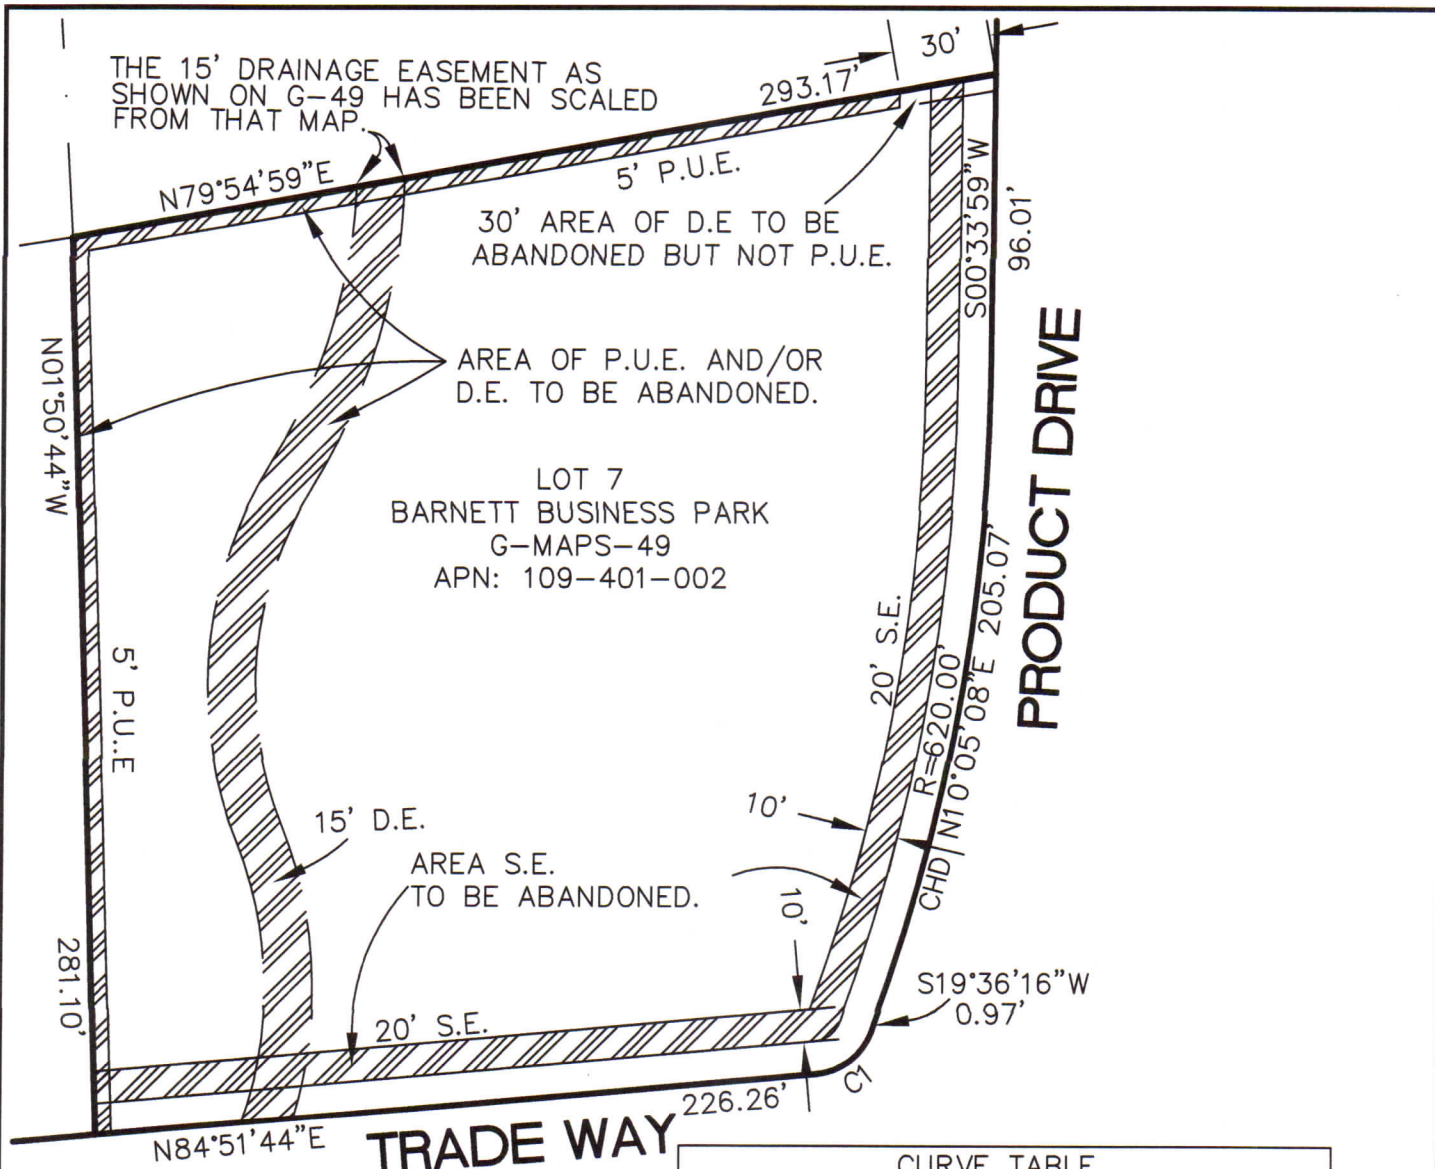 THE 15' DRAINAGE EASEMENT AS
SHOWN ON G-49 HAS BEEN SCALED
FROM THAT MAP.
30'
293.17'
N79°54'59"E
5' P.U.E.
30' AREA OF D.E TO BE
ABANDONED BUT NOT P.U.E.
S00°33'59"W
96.01'
N01°50'44"W
AREA OF P.U.E. AND/OR
D.E. TO BE ABANDONED.
LOT 7
BARNETT BUSINESS PARK
G-MAPS-49
APN: 109-401-002
PRODUCT DRIVE
5' P.U..E
20' S.E.
R=620.00'
CHD N10°05'08"E 205.07'
10'
15' D.E.
AREA S.E.
TO BE ABANDONED.
10'
281.10'
S19°36'16"W
0.97'
20' S.E.
C1
226.26'
N84°51'44"E
TRADE WAY
CURVE TABLE